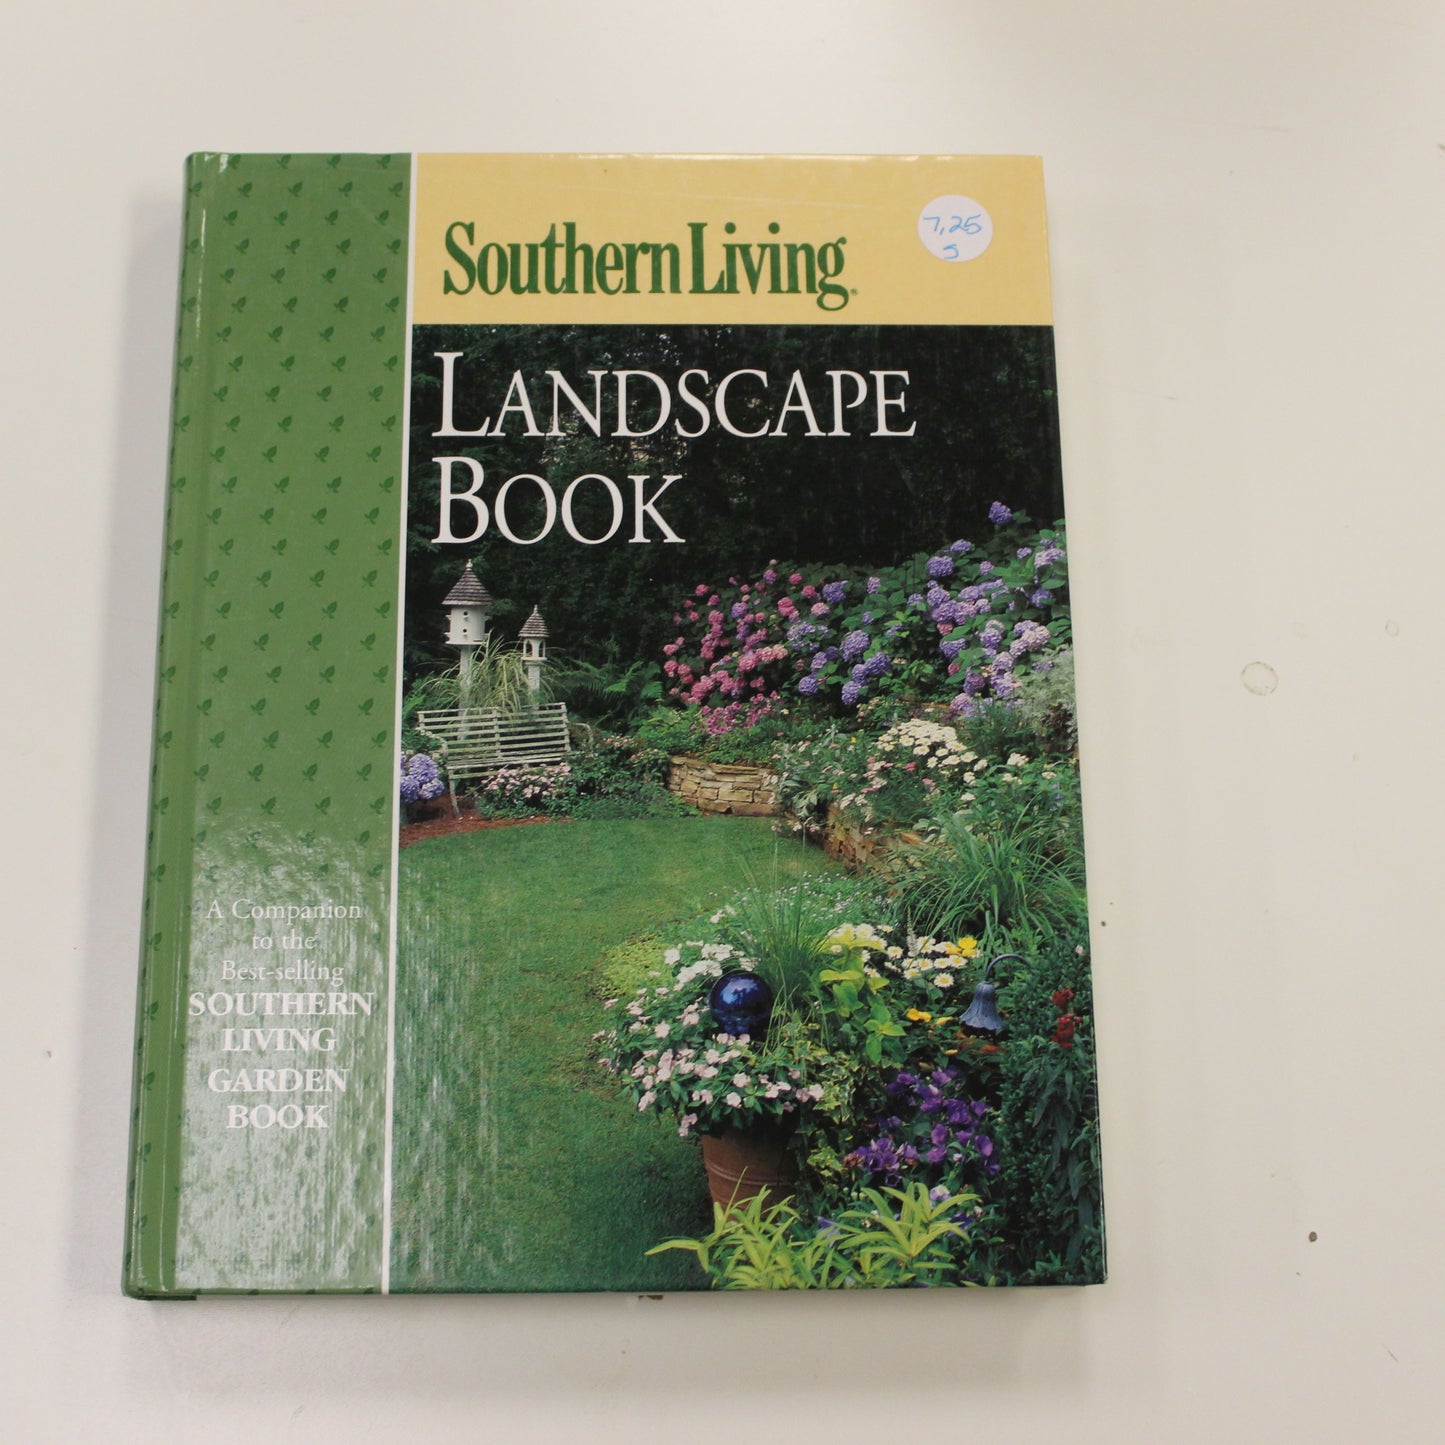 Southern Living®
7,25
S
LANDSCAPE
BOOK
A Companion
to the
Best-selling
SOUTHERN
LIVING
GARDEN
BOOK